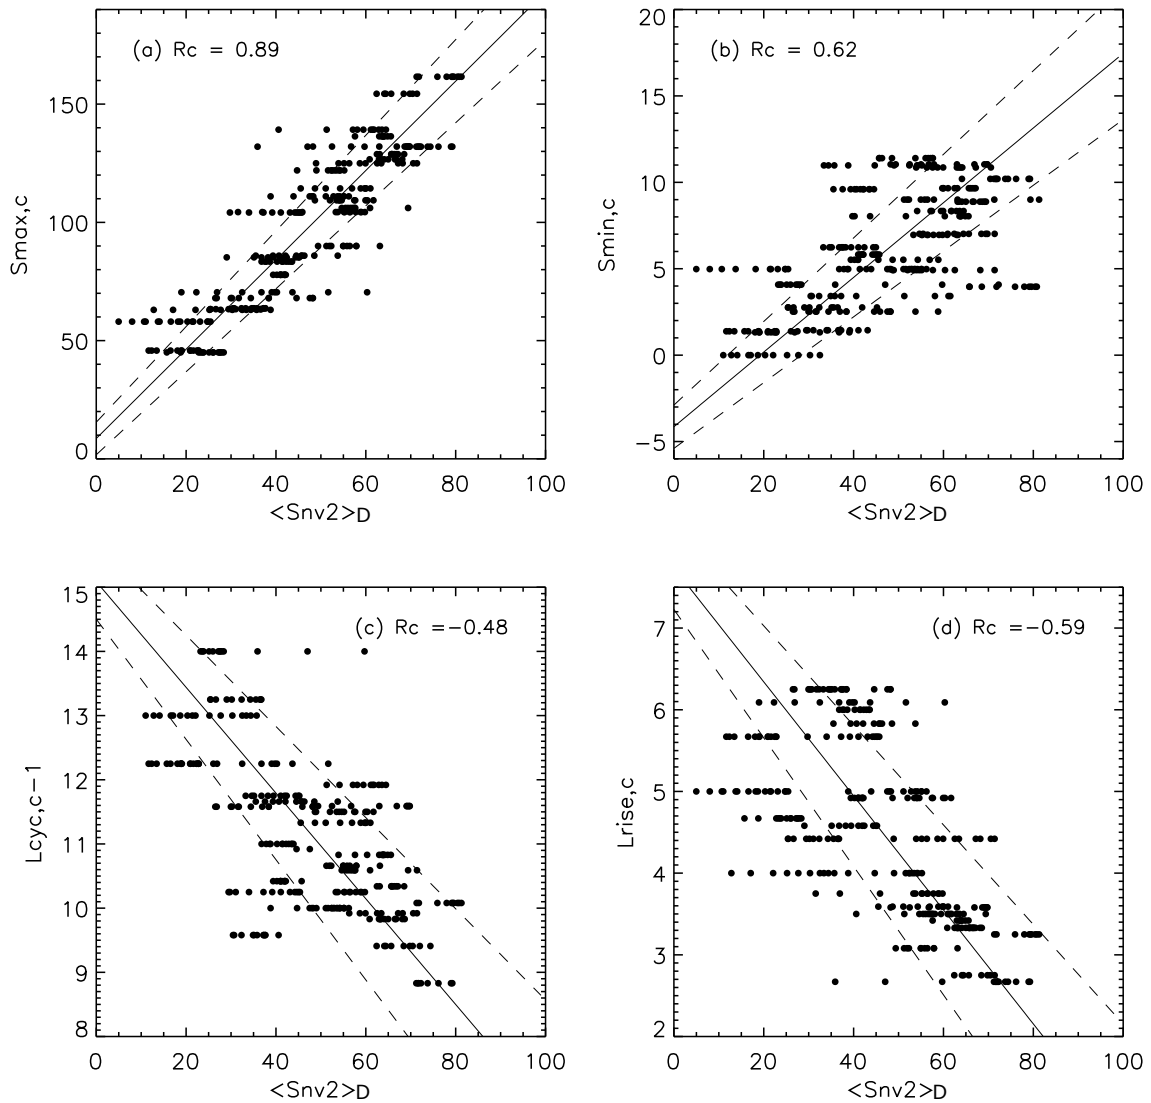 (a) Rc = 0.89
150
100
50
0
Smax,c
0 20 40 60 80 100
<Snv2>D
(b) Rc = 0.62
20
15
10
5
0
−5
Smin,c
0 20 40 60 80 100
<Snv2>D
(c) Rc =−0.48
15
14
13
12
11
10
9
8
Lcyc,c−1
0 20 40 60 80 100
<Snv2>D
(d) Rc =−0.59
7
6
5
4
3
2
Lrise,c
0 20 40 60 80 100
<Snv2>D